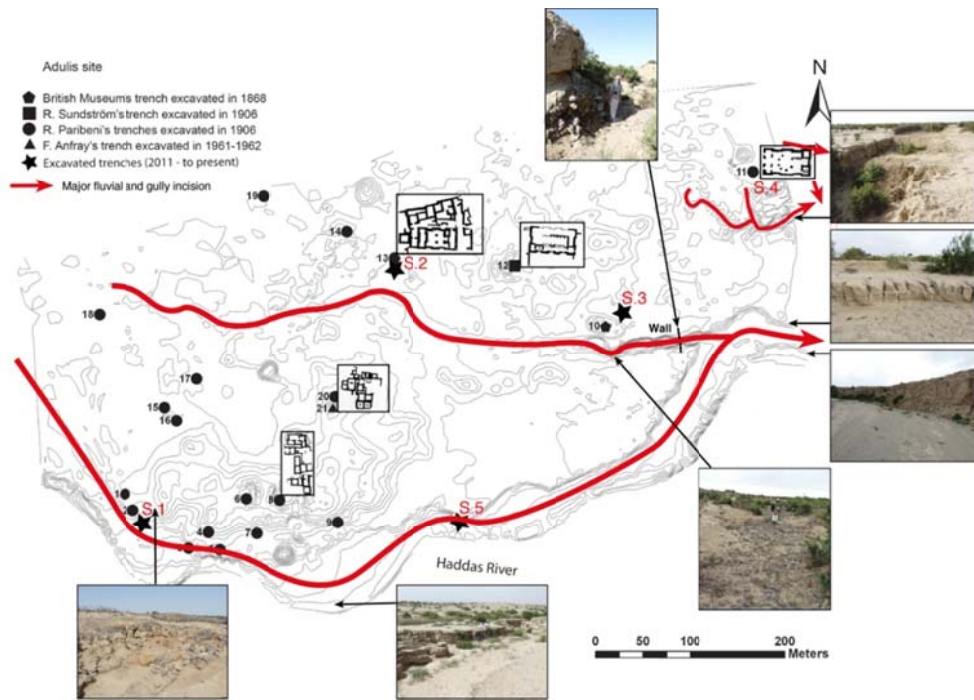 Adulis site
British Museums trench excavated in 1868
R. Sundström's trench excavated in 1906
R. Paribeni's trenches excavated in 1906
F. Anfray's trench excavated in 1961-1962
Excavated trenches (2011 - to present)
Major fluvial and gully incision
N
11
S.4
19
14
13
S.2
12
S.3
10
Wall
18
17
15
16
20
21
1
2
S.1
6
8
4
7
9
S.5
Haddas River
0 50 100 200
Meters